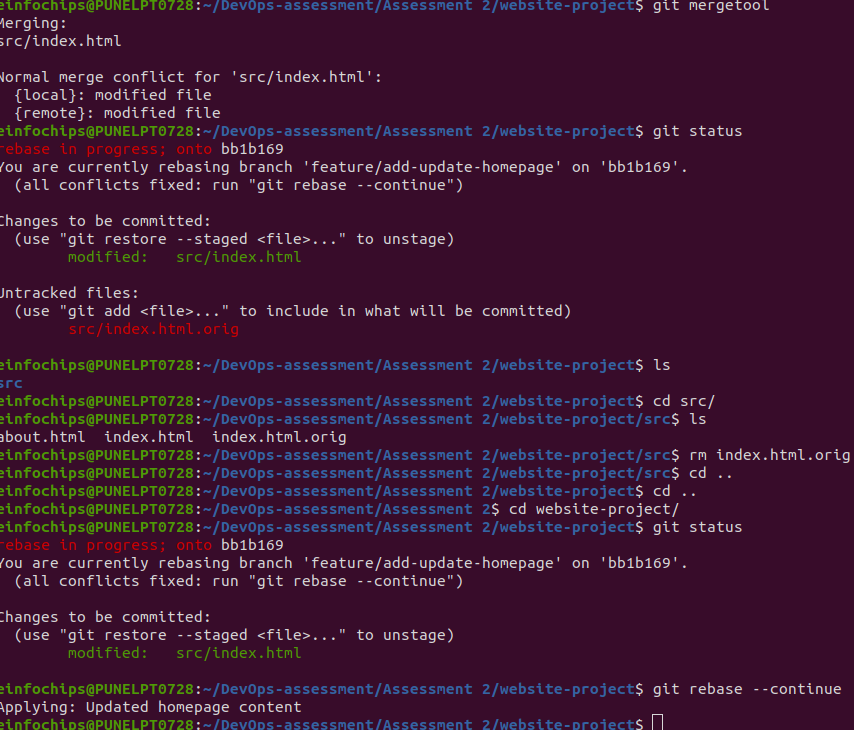 einfochips@PUNELPT0728:~/DevOps-assessment/Assessment 2/website-project$ git mergetool
Merging:
src/index.html

Normal merge conflict for 'src/index.html':
  {local}: modified file
  {remote}: modified file
einfochips@PUNELPT0728:~/DevOps-assessment/Assessment 2/website-project$ git status
rebase in progress; onto bb1b169
You are currently rebasing branch 'feature/add-update-homepage' on 'bb1b169'.
  (all conflicts fixed: run "git rebase --continue")

Changes to be committed:
  (use "git restore --staged <file>..." to unstage)
        modified:   src/index.html

Untracked files:
  (use "git add <file>..." to include in what will be committed)
        src/index.html.orig

einfochips@PUNELPT0728:~/DevOps-assessment/Assessment 2/website-project$ ls
src
einfochips@PUNELPT0728:~/DevOps-assessment/Assessment 2/website-project$ cd src/
einfochips@PUNELPT0728:~/DevOps-assessment/Assessment 2/website-project/src$ ls
about.html  index.html  index.html.orig
einfochips@PUNELPT0728:~/DevOps-assessment/Assessment 2/website-project/src$ rm index.html.orig
einfochips@PUNELPT0728:~/DevOps-assessment/Assessment 2/website-project/src$ cd ..
einfochips@PUNELPT0728:~/DevOps-assessment/Assessment 2/website-project$ cd ..
einfochips@PUNELPT0728:~/DevOps-assessment/Assessment 2$ cd website-project/
einfochips@PUNELPT0728:~/DevOps-assessment/Assessment 2/website-project$ git status
rebase in progress; onto bb1b169
You are currently rebasing branch 'feature/add-update-homepage' on 'bb1b169'.
  (all conflicts fixed: run "git rebase --continue")

Changes to be committed:
  (use "git restore --staged <file>..." to unstage)
        modified:   src/index.html

einfochips@PUNELPT0728:~/DevOps-assessment/Assessment 2/website-project$ git rebase --continue
Applying: Updated homepage content
einfochips@PUNELPT0728:~/DevOps-assessment/Assessment 2/website-project$